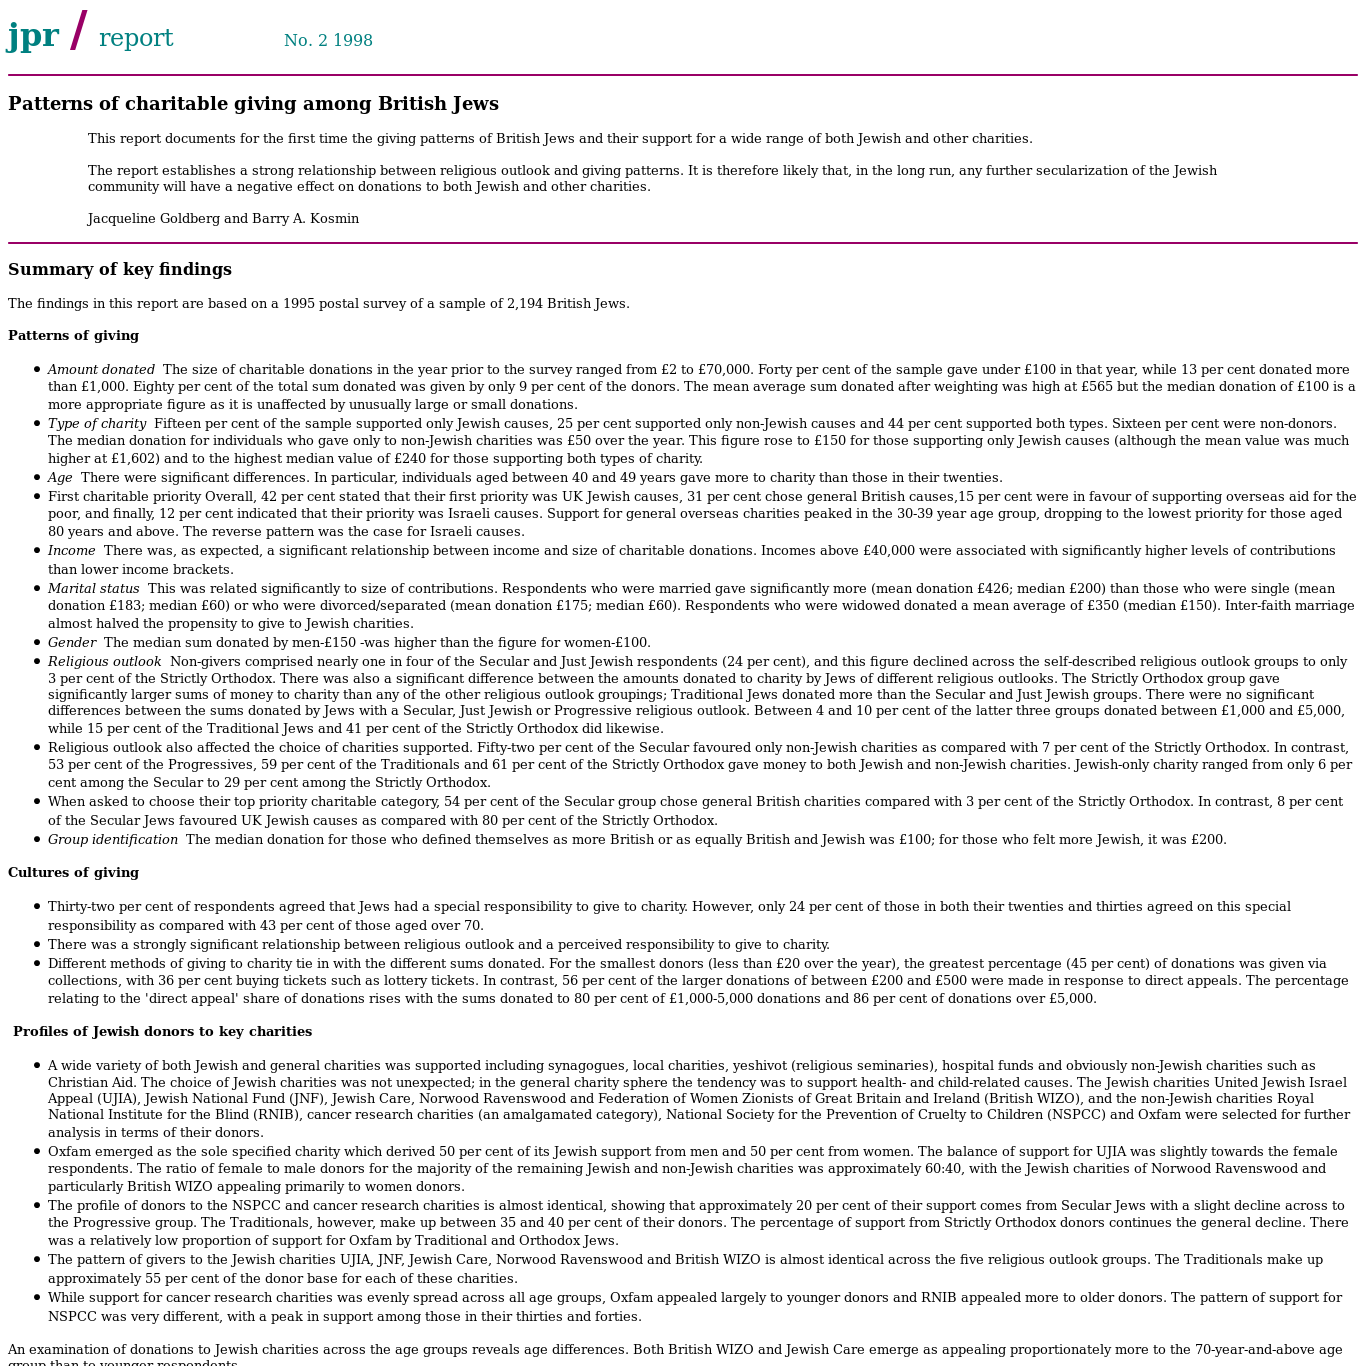 jpr / report No. 2 1998
Patterns of charitable giving among British Jews
This report documents for the first time the giving patterns of British Jews and their support for a wide range of both Jewish and other charities.
The report establishes a strong relationship between religious outlook and giving patterns. It is therefore likely that, in the long run, any further secularization of the Jewish
community will have a negative effect on donations to both Jewish and other charities.
Jacqueline Goldberg and Barry A. Kosmin
Summary of key findings
The findings in this report are based on a 1995 postal survey of a sample of 2,194 British Jews.
Patterns of giving
• Amount donated The size of charitable donations in the year prior to the survey ranged from £2 to £70,000. Forty per cent of the sample gave under £100 in that year, while 13 per cent donated more
than £1,000. Eighty per cent of the total sum donated was given by only 9 per cent of the donors. The mean average sum donated after weighting was high at £565 but the median donation of £100 is a
more appropriate figure as it is unaffected by unusually large or small donations.
• Type of charity Fifteen per cent of the sample supported only Jewish causes, 25 per cent supported only non-Jewish causes and 44 per cent supported both types. Sixteen per cent were non-donors.
The median donation for individuals who gave only to non-Jewish charities was £50 over the year. This figure rose to £150 for those supporting only Jewish causes (although the mean value was much
higher at £1,602) and to the highest median value of £240 for those supporting both types of charity.
• Age There were significant differences. In particular, individuals aged between 40 and 49 years gave more to charity than those in their twenties.
• First charitable priority Overall, 42 per cent stated that their first priority was UK Jewish causes, 31 per cent chose general British causes,15 per cent were in favour of supporting overseas aid for the
poor, and finally, 12 per cent indicated that their priority was Israeli causes. Support for general overseas charities peaked in the 30-39 year age group, dropping to the lowest priority for those aged
80 years and above. The reverse pattern was the case for Israeli causes.
• Income There was, as expected, a significant relationship between income and size of charitable donations. Incomes above £40,000 were associated with significantly higher levels of contributions
than lower income brackets.
• Marital status This was related significantly to size of contributions. Respondents who were married gave significantly more (mean donation £426; median £200) than those who were single (mean
donation £183; median £60) or who were divorced/separated (mean donation £175; median £60). Respondents who were widowed donated a mean average of £350 (median £150). Inter-faith marriage
almost halved the propensity to give to Jewish charities.
• Gender The median sum donated by men-£150 -was higher than the figure for women-£100.
• Religious outlook Non-givers comprised nearly one in four of the Secular and Just Jewish respondents (24 per cent), and this figure declined across the self-described religious outlook groups to only
3 per cent of the Strictly Orthodox. There was also a significant difference between the amounts donated to charity by Jews of different religious outlooks. The Strictly Orthodox group gave
significantly larger sums of money to charity than any of the other religious outlook groupings; Traditional Jews donated more than the Secular and Just Jewish groups. There were no significant
differences between the sums donated by Jews with a Secular, Just Jewish or Progressive religious outlook. Between 4 and 10 per cent of the latter three groups donated between £1,000 and £5,000,
while 15 per cent of the Traditional Jews and 41 per cent of the Strictly Orthodox did likewise.
• Religious outlook also affected the choice of charities supported. Fifty-two per cent of the Secular favoured only non-Jewish charities as compared with 7 per cent of the Strictly Orthodox. In contrast,
53 per cent of the Progressives, 59 per cent of the Traditionals and 61 per cent of the Strictly Orthodox gave money to both Jewish and non-Jewish charities. Jewish-only charity ranged from only 6 per
cent among the Secular to 29 per cent among the Strictly Orthodox.
• When asked to choose their top priority charitable category, 54 per cent of the Secular group chose general British charities compared with 3 per cent of the Strictly Orthodox. In contrast, 8 per cent
of the Secular Jews favoured UK Jewish causes as compared with 80 per cent of the Strictly Orthodox.
• Group identification The median donation for those who defined themselves as more British or as equally British and Jewish was £100; for those who felt more Jewish, it was £200.
Cultures of giving
• Thirty-two per cent of respondents agreed that Jews had a special responsibility to give to charity. However, only 24 per cent of those in both their twenties and thirties agreed on this special
responsibility as compared with 43 per cent of those aged over 70.
• There was a strongly significant relationship between religious outlook and a perceived responsibility to give to charity.
• Different methods of giving to charity tie in with the different sums donated. For the smallest donors (less than £20 over the year), the greatest percentage (45 per cent) of donations was given via
collections, with 36 per cent buying tickets such as lottery tickets. In contrast, 56 per cent of the larger donations of between £200 and £500 were made in response to direct appeals. The percentage
relating to the 'direct appeal' share of donations rises with the sums donated to 80 per cent of £1,000-5,000 donations and 86 per cent of donations over £5,000.
Profiles of Jewish donors to key charities
• A wide variety of both Jewish and general charities was supported including synagogues, local charities, yeshivot (religious seminaries), hospital funds and obviously non-Jewish charities such as
Christian Aid. The choice of Jewish charities was not unexpected; in the general charity sphere the tendency was to support health- and child-related causes. The Jewish charities United Jewish Israel
Appeal (UJIA), Jewish National Fund (JNF), Jewish Care, Norwood Ravenswood and Federation of Women Zionists of Great Britain and Ireland (British WIZO), and the non-Jewish charities Royal
National Institute for the Blind (RNIB), cancer research charities (an amalgamated category), National Society for the Prevention of Cruelty to Children (NSPCC) and Oxfam were selected for further
analysis in terms of their donors.
• Oxfam emerged as the sole specified charity which derived 50 per cent of its Jewish support from men and 50 per cent from women. The balance of support for UJIA was slightly towards the female
respondents. The ratio of female to male donors for the majority of the remaining Jewish and non-Jewish charities was approximately 60:40, with the Jewish charities of Norwood Ravenswood and
particularly British WIZO appealing primarily to women donors.
• The profile of donors to the NSPCC and cancer research charities is almost identical, showing that approximately 20 per cent of their support comes from Secular Jews with a slight decline across to
the Progressive group. The Traditionals, however, make up between 35 and 40 per cent of their donors. The percentage of support from Strictly Orthodox donors continues the general decline. There
was a relatively low proportion of support for Oxfam by Traditional and Orthodox Jews.
• The pattern of givers to the Jewish charities UJIA, JNF, Jewish Care, Norwood Ravenswood and British WIZO is almost identical across the five religious outlook groups. The Traditionals make up
approximately 55 per cent of the donor base for each of these charities.
• While support for cancer research charities was evenly spread across all age groups, Oxfam appealed largely to younger donors and RNIB appealed more to older donors. The pattern of support for
NSPCC was very different, with a peak in support among those in their thirties and forties.
An examination of donations to Jewish charities across the age groups reveals age differences. Both British WIZO and Jewish Care emerge as appealing proportionately more to the 70-year-and-above age
group than to younger respondents.